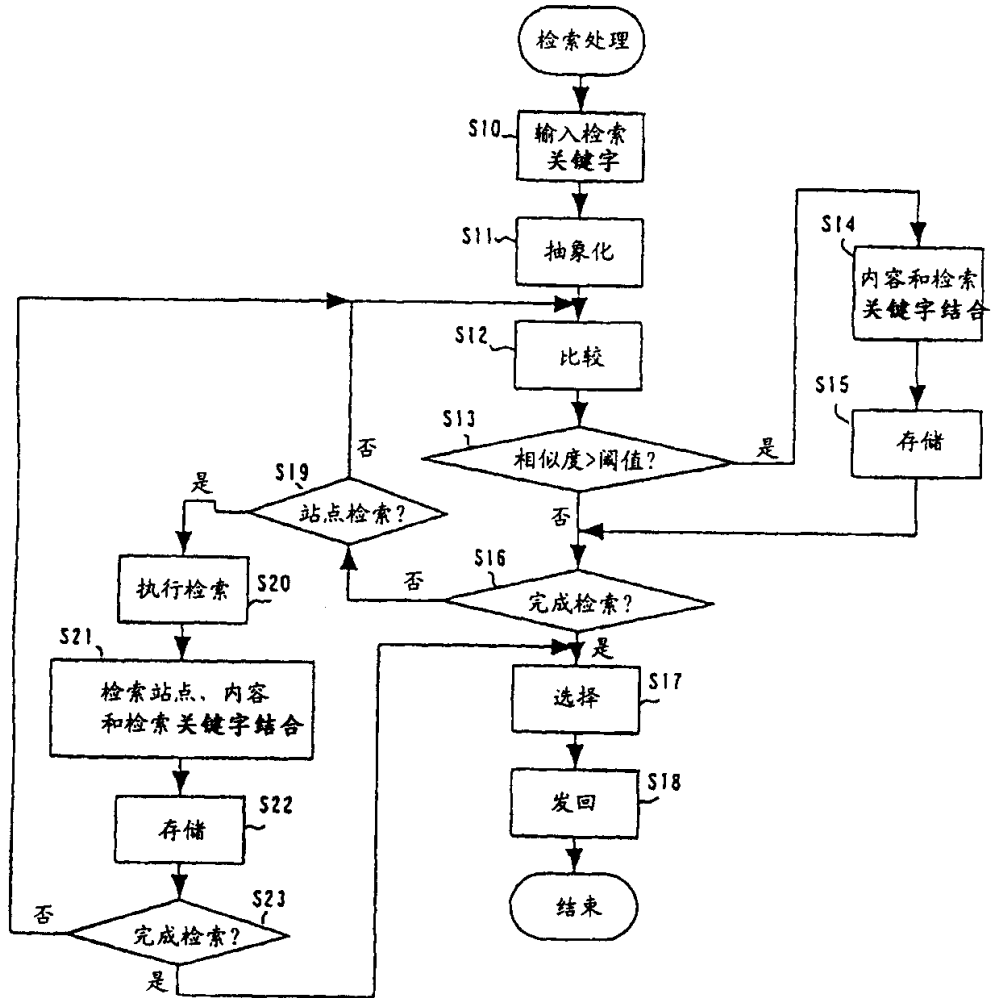 检索处理
S10
输入检索
关键字
S11
抽象化
S12
比较
S13
相似度>阈值?
是
否
S14
内容和检索
关键字结合
S15
存储
S16
完成检索?
否
是
S17
选择
S18
发回
结束
S19
站点检索?
否
是
S20
执行检索
S21
检索站点、内容
和检索关键字结合
S22
存储
S23
完成检索?
否
是